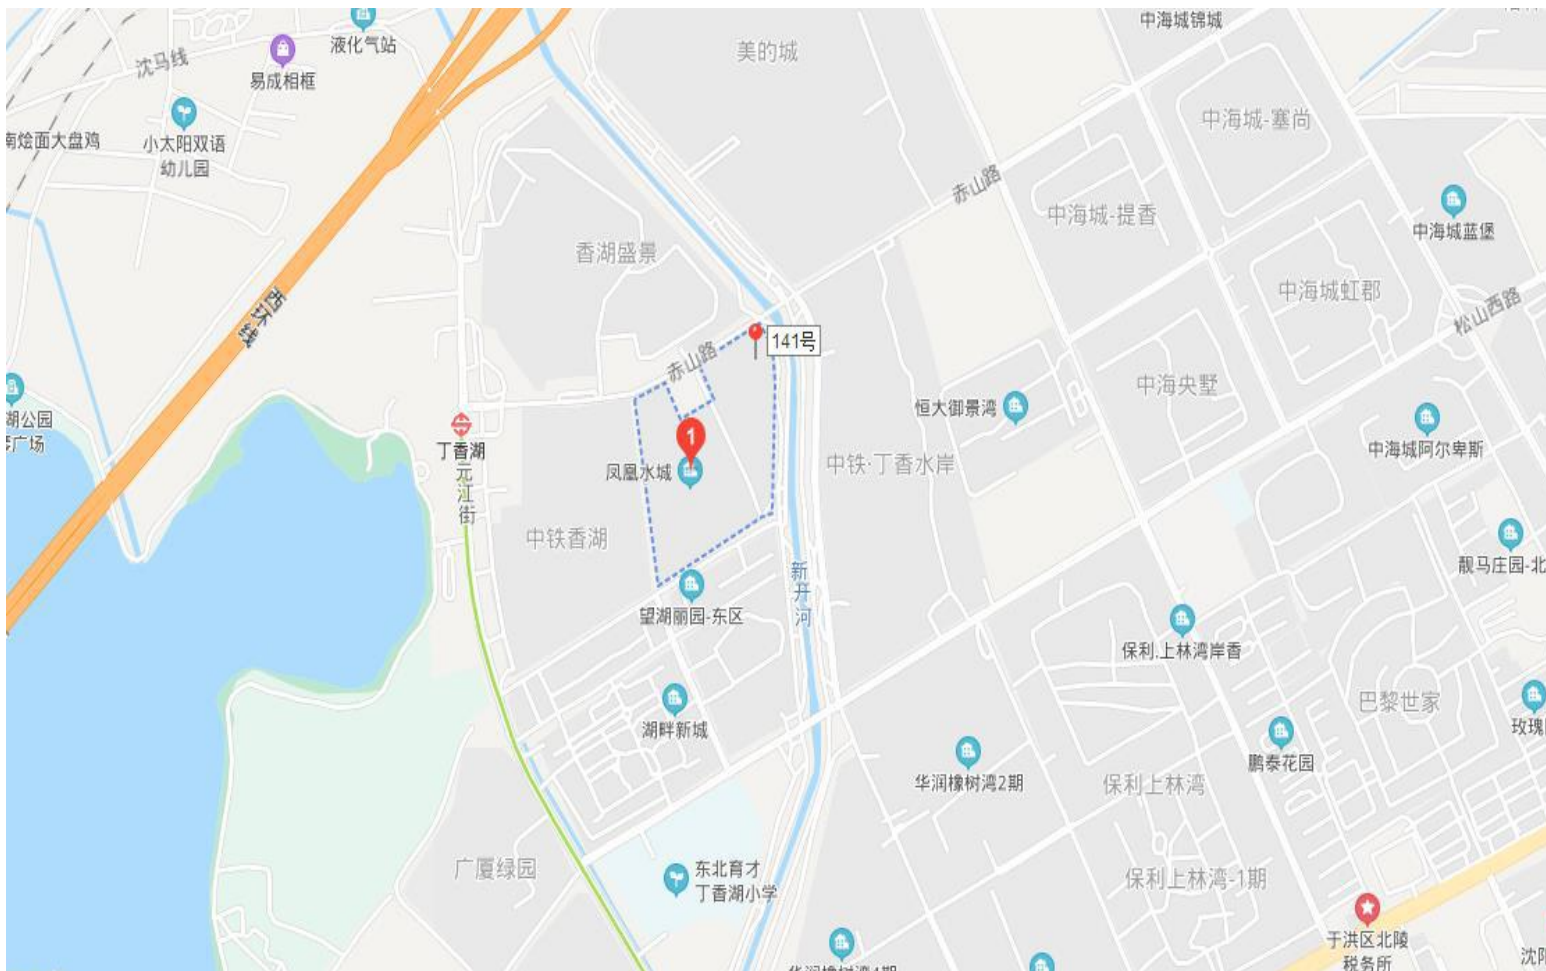 液化气站
沈马线
易成相框
南烩面大盘鸡
小太阳双语
幼儿园
美的城
中海城锦城
中海城-塞尚
赤山路
中海城-提香
中海城蓝堡
香湖盛景
中海城虹郡
松山西路
西环线
141号
赤山路
中海央墅
湖公园
广场
丁香湖
元江街
恒大御景湾
中海城阿尔卑斯
1
凤凰水城
中铁·丁香水岸
中铁香湖
新开河
靓马庄园-北
望湖丽园-东区
保利.上林湾岸香
巴黎世家
玫瑰
湖畔新城
鹏泰花园
华润橡树湾2期
保利上林湾
广厦绿园
东北育才
丁香湖小学
保利上林湾-1期
于洪区北陵
税务所
沈阳